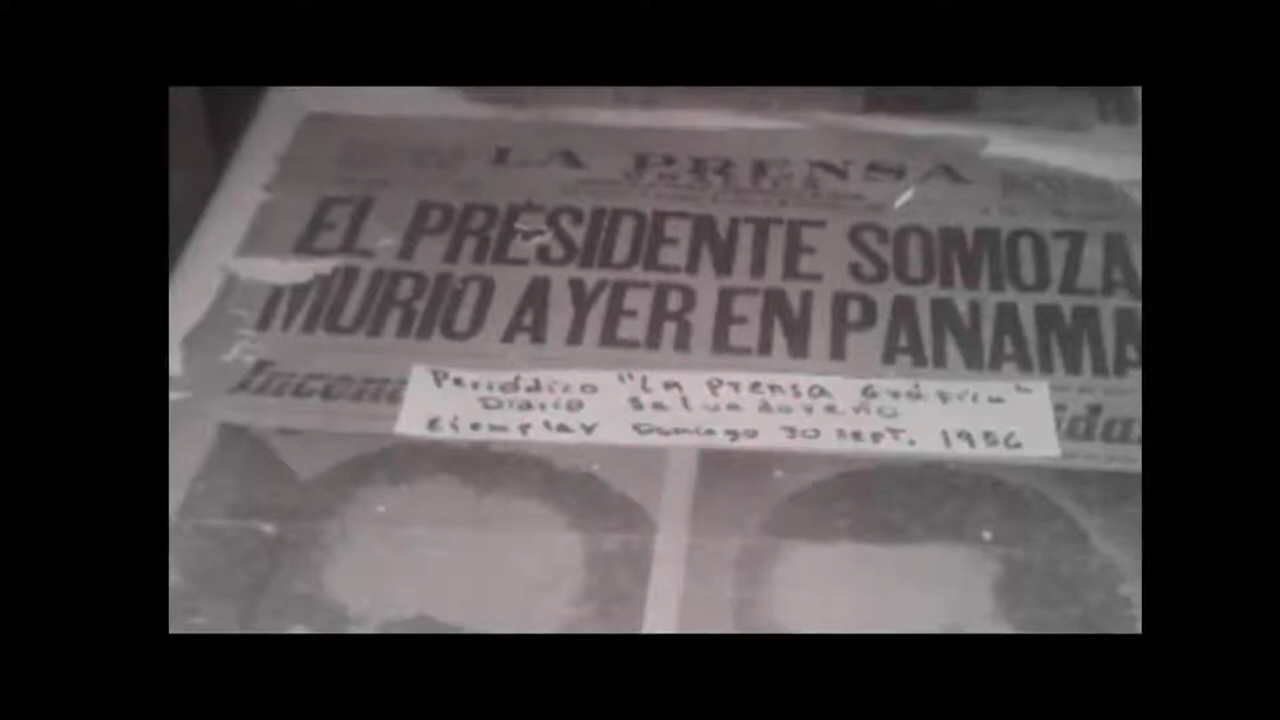 LA PRENSA
EL PRESIDENTE SOMOZA
MURIO AYER EN PANAMA
Periódico "La Prensa Gráfica"
Diario Salvadoreño
Ejemplar Domingo 30 Sept. 1956